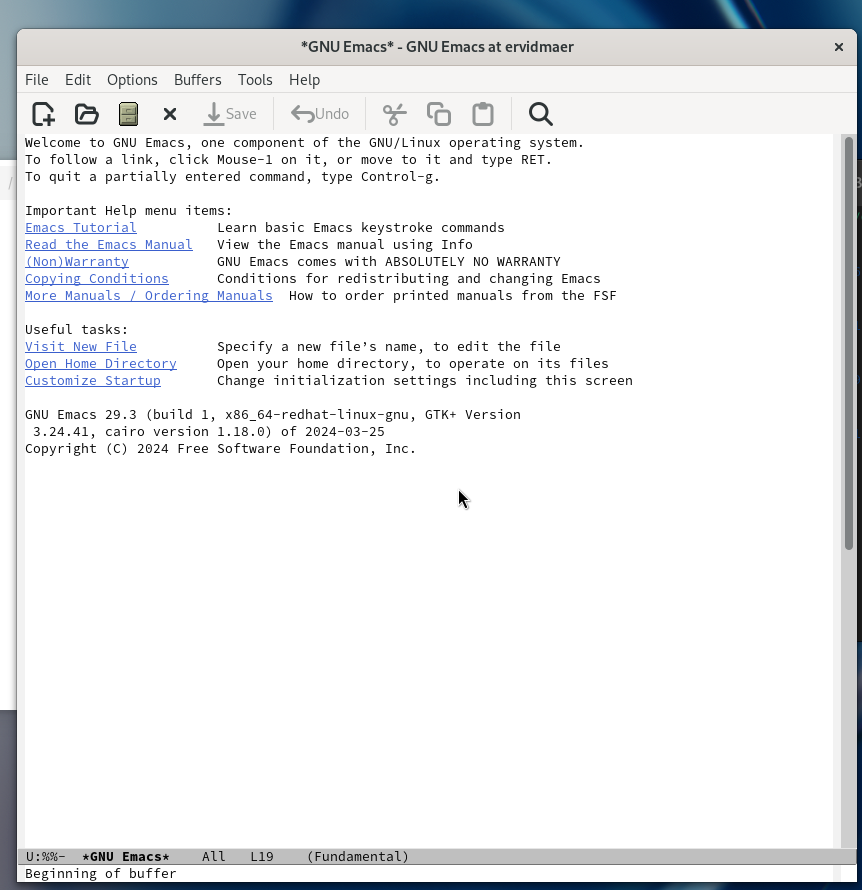 *GNU Emacs* - GNU Emacs at ervidmaer ×
File Edit Options Buffers Tools Help
Save Undo
Welcome to GNU Emacs, one component of the GNU/Linux operating system.
To follow a link, click Mouse-1 on it, or move to it and type RET.
To quit a partially entered command, type Control-g.
Important Help menu items:
Emacs Tutorial Learn basic Emacs keystroke commands
Read the Emacs Manual View the Emacs manual using Info
(Non)Warranty GNU Emacs comes with ABSOLUTELY NO WARRANTY
Copying Conditions Conditions for redistributing and changing Emacs
More Manuals / Ordering Manuals How to order printed manuals from the FSF
Useful tasks:
Visit New File Specify a new file’s name, to edit the file
Open Home Directory Open your home directory, to operate on its files
Customize Startup Change initialization settings including this screen
GNU Emacs 29.3 (build 1, x86_64-redhat-linux-gnu, GTK+ Version
3.24.41, cairo version 1.18.0) of 2024-03-25
Copyright (C) 2024 Free Software Foundation, Inc.
U:%%- *GNU Emacs* All L19 (Fundamental)
Beginning of buffer